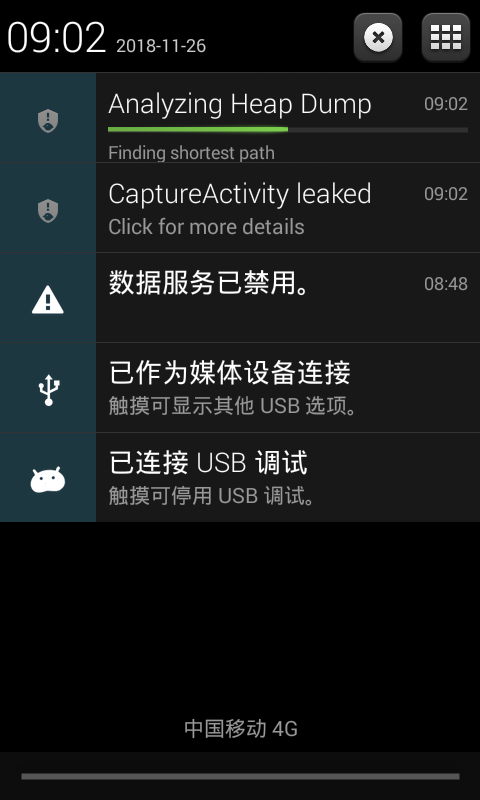 09:02 2018-11-26
Analyzing Heap Dump 09:02
Finding shortest path
CaptureActivity leaked 09:02
Click for more details
数据服务已禁用。 08:48
已作为媒体设备连接
触摸可显示其他 USB 选项。
已连接 USB 调试
触摸可停用 USB 调试。
中国移动 4G